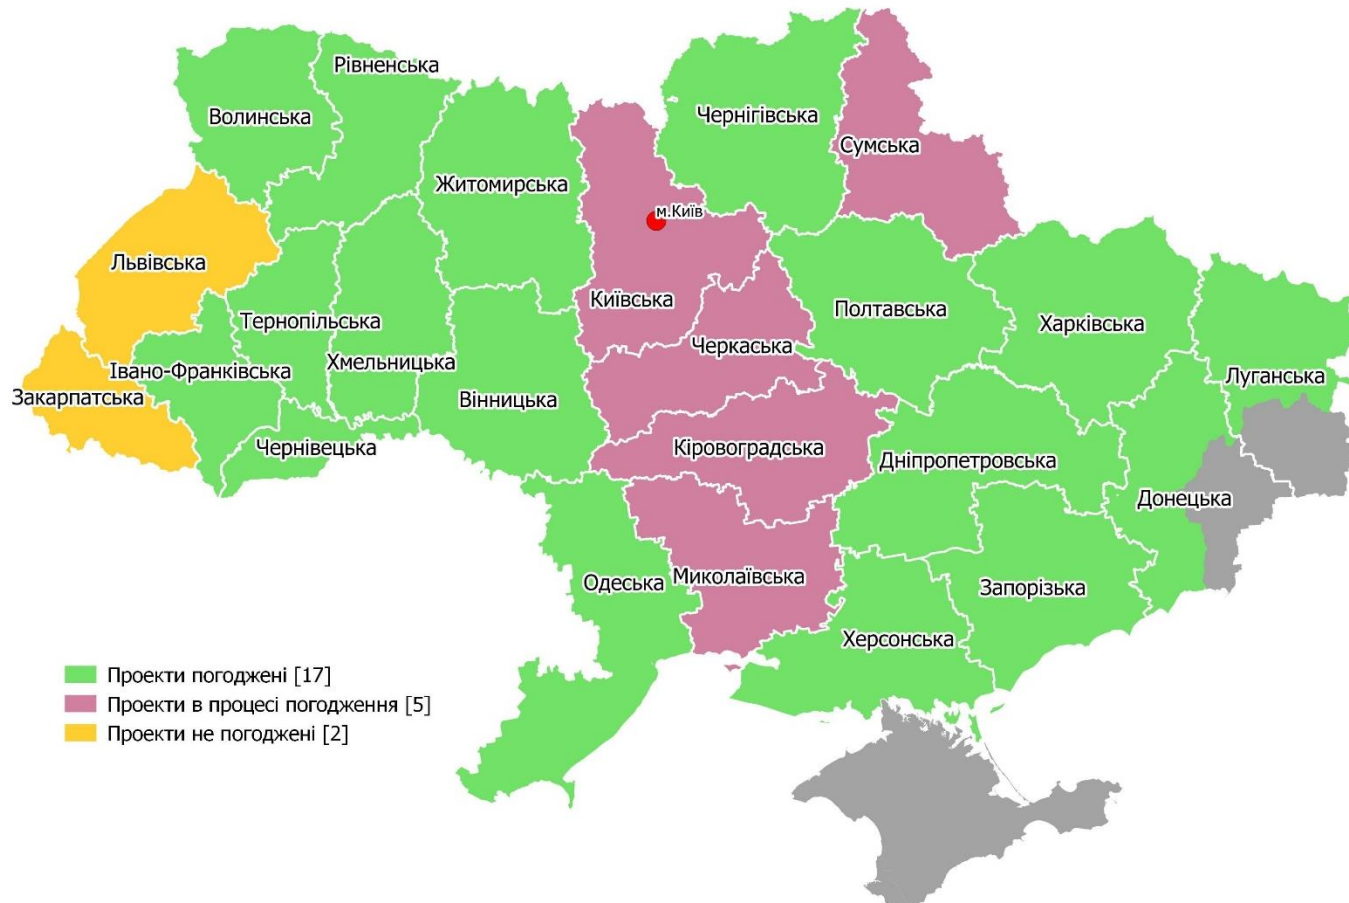 Рівненська
Волинська
Чернігівська
Сумська
Житомирська
м.Київ
Львівська
Київська
Полтавська
Тернопільська
Харківська
Черкаська
Хмельницька
Івано-Франківська
Луганська
Закарпатська
Вінницька
Чернівецька
Кіровоградська
Дніпропетровська
Донецька
Одеська
Миколаївська
Запорізька
Херсонська
Проекти погоджені [17]
Проекти в процесі погодження [5]
Проекти не погоджені [2]